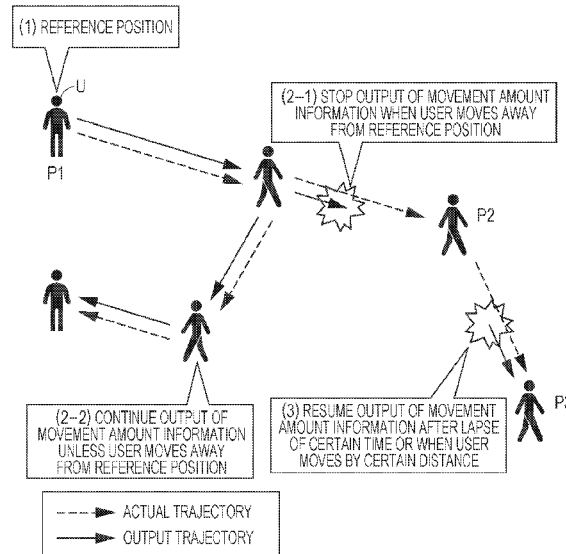 (1) REFERENCE POSITION
U
P1
(2-1) STOP OUTPUT OF MOVEMENT AMOUNT
INFORMATION WHEN USER MOVES AWAY
FROM REFERENCE POSITION
P2
(2-2) CONTINUE OUTPUT OF
MOVEMENT AMOUNT INFORMATION
UNLESS USER MOVES AWAY
FROM REFERENCE POSITION
(3) RESUME OUTPUT OF MOVEMENT
AMOUNT INFORMATION AFTER LAPSE
OF CERTAIN TIME OR WHEN USER
MOVES BY CERTAIN DISTANCE
ACTUAL TRAJECTORY
OUTPUT TRAJECTORY